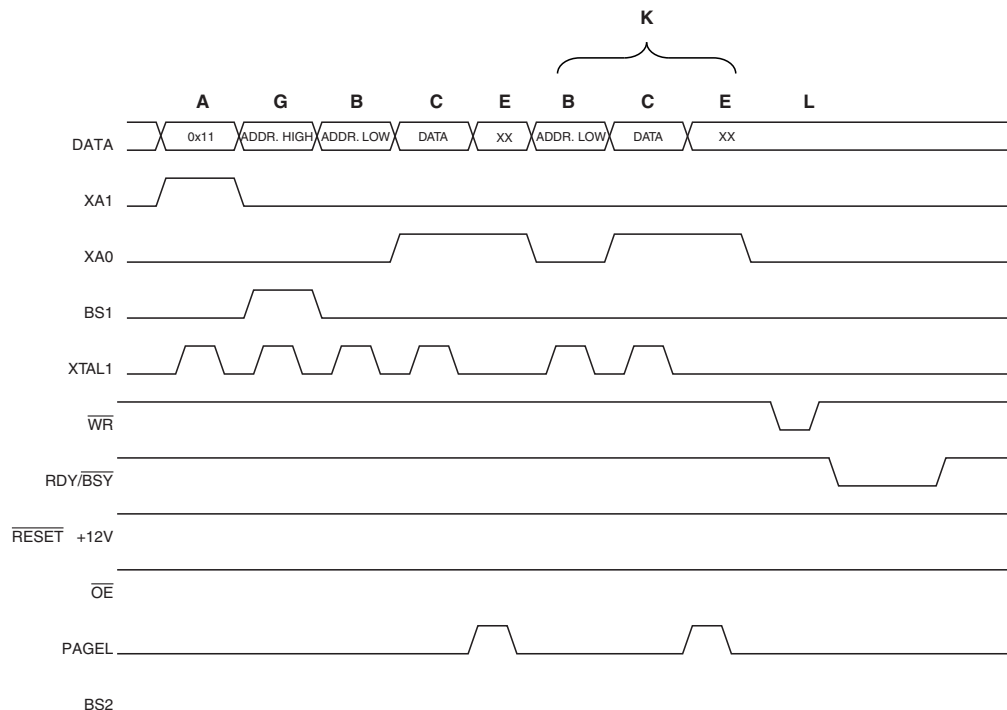 K
A G B C E B C E L
DATA 0x11 ADDR. HIGH ADDR. LOW DATA XX ADDR. LOW DATA XX
XA1
XA0
BS1
XTAL1
WR
RDY/BSY
RESET +12V
OE
PAGEL
BS2